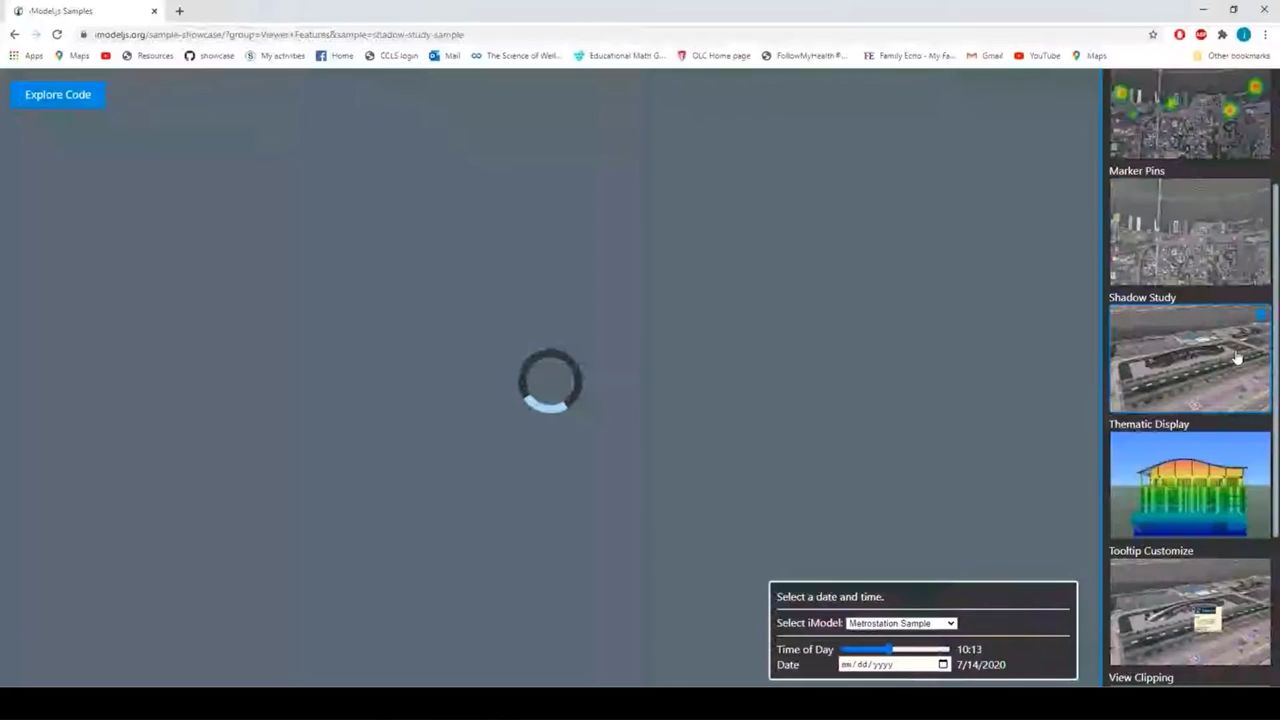 iModel.js Samples
imodeljs.org/sample-showcase/?group=Viewer+Features&sample=shadow-study-sample
Apps Maps Resources showcase My activities Home CCLS login Mail The Science of Well... Educational Math G... OLC Home page FollowMyHealth ®... Family Echo - My Fa... Gmail YouTube Maps Other bookmarks
Explore Code
Marker Pins
Shadow Study
Thematic Display
Tooltip Customize
View Clipping
Select a date and time.
Select iModel: Metrostation Sample
Time of Day 10:13
Date mm/dd/yyyy 7/14/2020